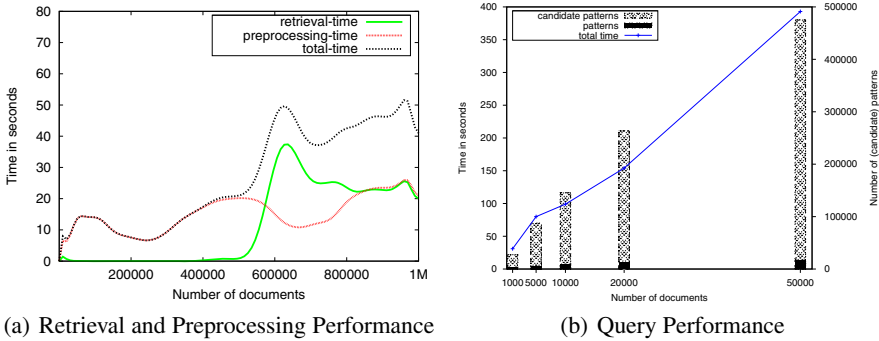 80
70
60
50
40
30
20
10
0
Time in seconds
retrieval-time
preprocessing-time
total-time
200000 400000 600000 800000 1M
Number of documents
(a) Retrieval and Preprocessing Performance
400
350
300
250
200
150
100
50
0
Time in seconds
candidate patterns
patterns
total time
500000
400000
300000
200000
100000
0
Number of (candidate) patterns
1000 5000 10000 20000 50000
Number of documents
(b) Query Performance